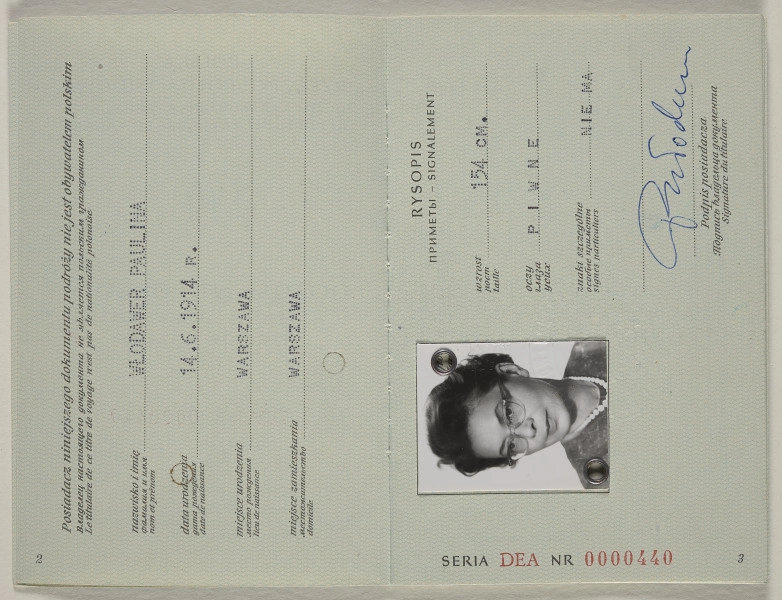 Posiadacz niniejszego dokumentu podróży nie jest obywatelem polskim
Владелец настоящего документа не является польским гражданином
Le titulaire de ce titre de voyage n'est pas de nationalité polonaise
nazwisko i imię WŁODAWER PAULINA
фамилия и имя
nom et prénom
data urodzenia 14.6.1914 R.
дата рождения
date de naissance
miejsce urodzenia WARSZAWA
место рождения
lieu de naissance
miejsce zamieszkania WARSZAWA
местожительство
domicile
2
RYSOPIS
ПРИМЕТЫ – SIGNALEMENT
wzrost 154 CM.
рост
taille
oczy PIWNE
глаза
yeux
znaki szczególne NIE MA
особые приметы
signes particuliers
Podpis posiadacza
Подпись владельца документа
Signature du titulaire
SERIA DEA NR 0000440
3